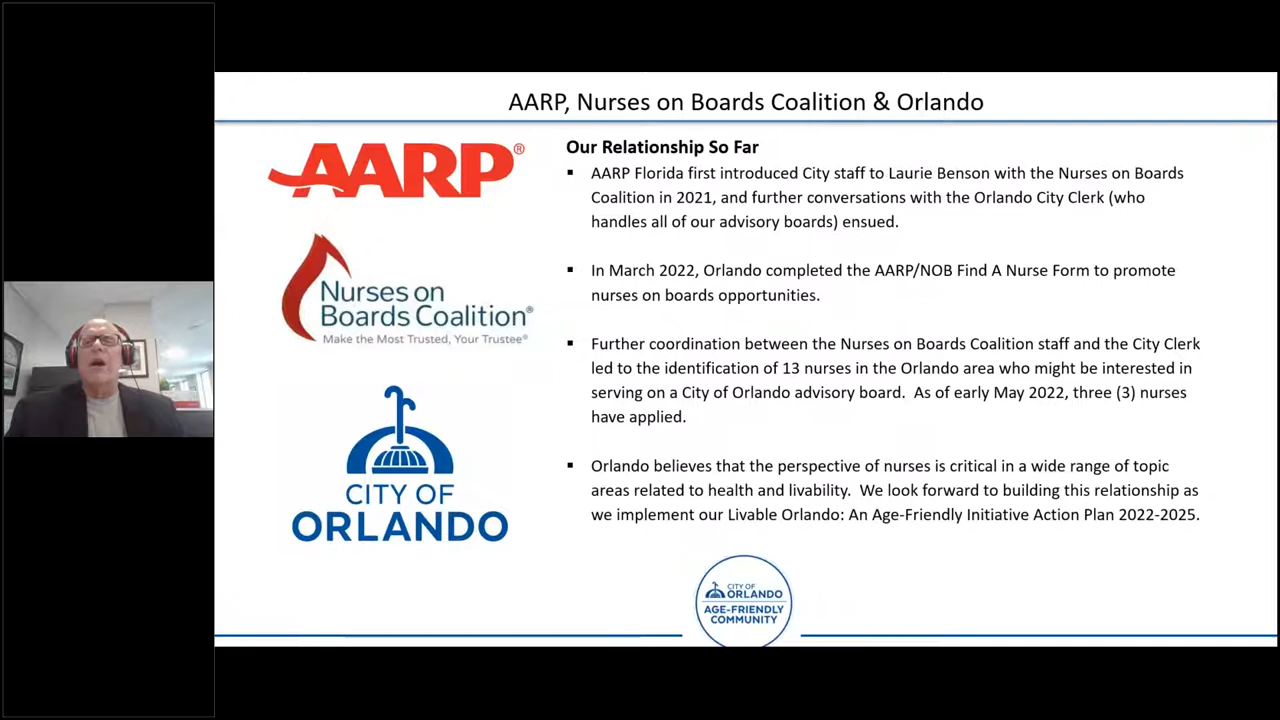 AARP, Nurses on Boards Coalition & Orlando
AARP®
Nurses on
Boards Coalition®
Make the Most Trusted, Your Trustee®
CITY OF
ORLANDO
Our Relationship So Far
▪ AARP Florida first introduced City staff to Laurie Benson with the Nurses on Boards
Coalition in 2021, and further conversations with the Orlando City Clerk (who
handles all of our advisory boards) ensued.
▪ In March 2022, Orlando completed the AARP/NOB Find A Nurse Form to promote
nurses on boards opportunities.
▪ Further coordination between the Nurses on Boards Coalition staff and the City Clerk
led to the identification of 13 nurses in the Orlando area who might be interested in
serving on a City of Orlando advisory board.  As of early May 2022, three (3) nurses
have applied.
▪ Orlando believes that the perspective of nurses is critical in a wide range of topic
areas related to health and livability.  We look forward to building this relationship as
we implement our Livable Orlando: An Age-Friendly Initiative Action Plan 2022-2025.
CITY OF
ORLANDO
AGE-FRIENDLY
COMMUNITY